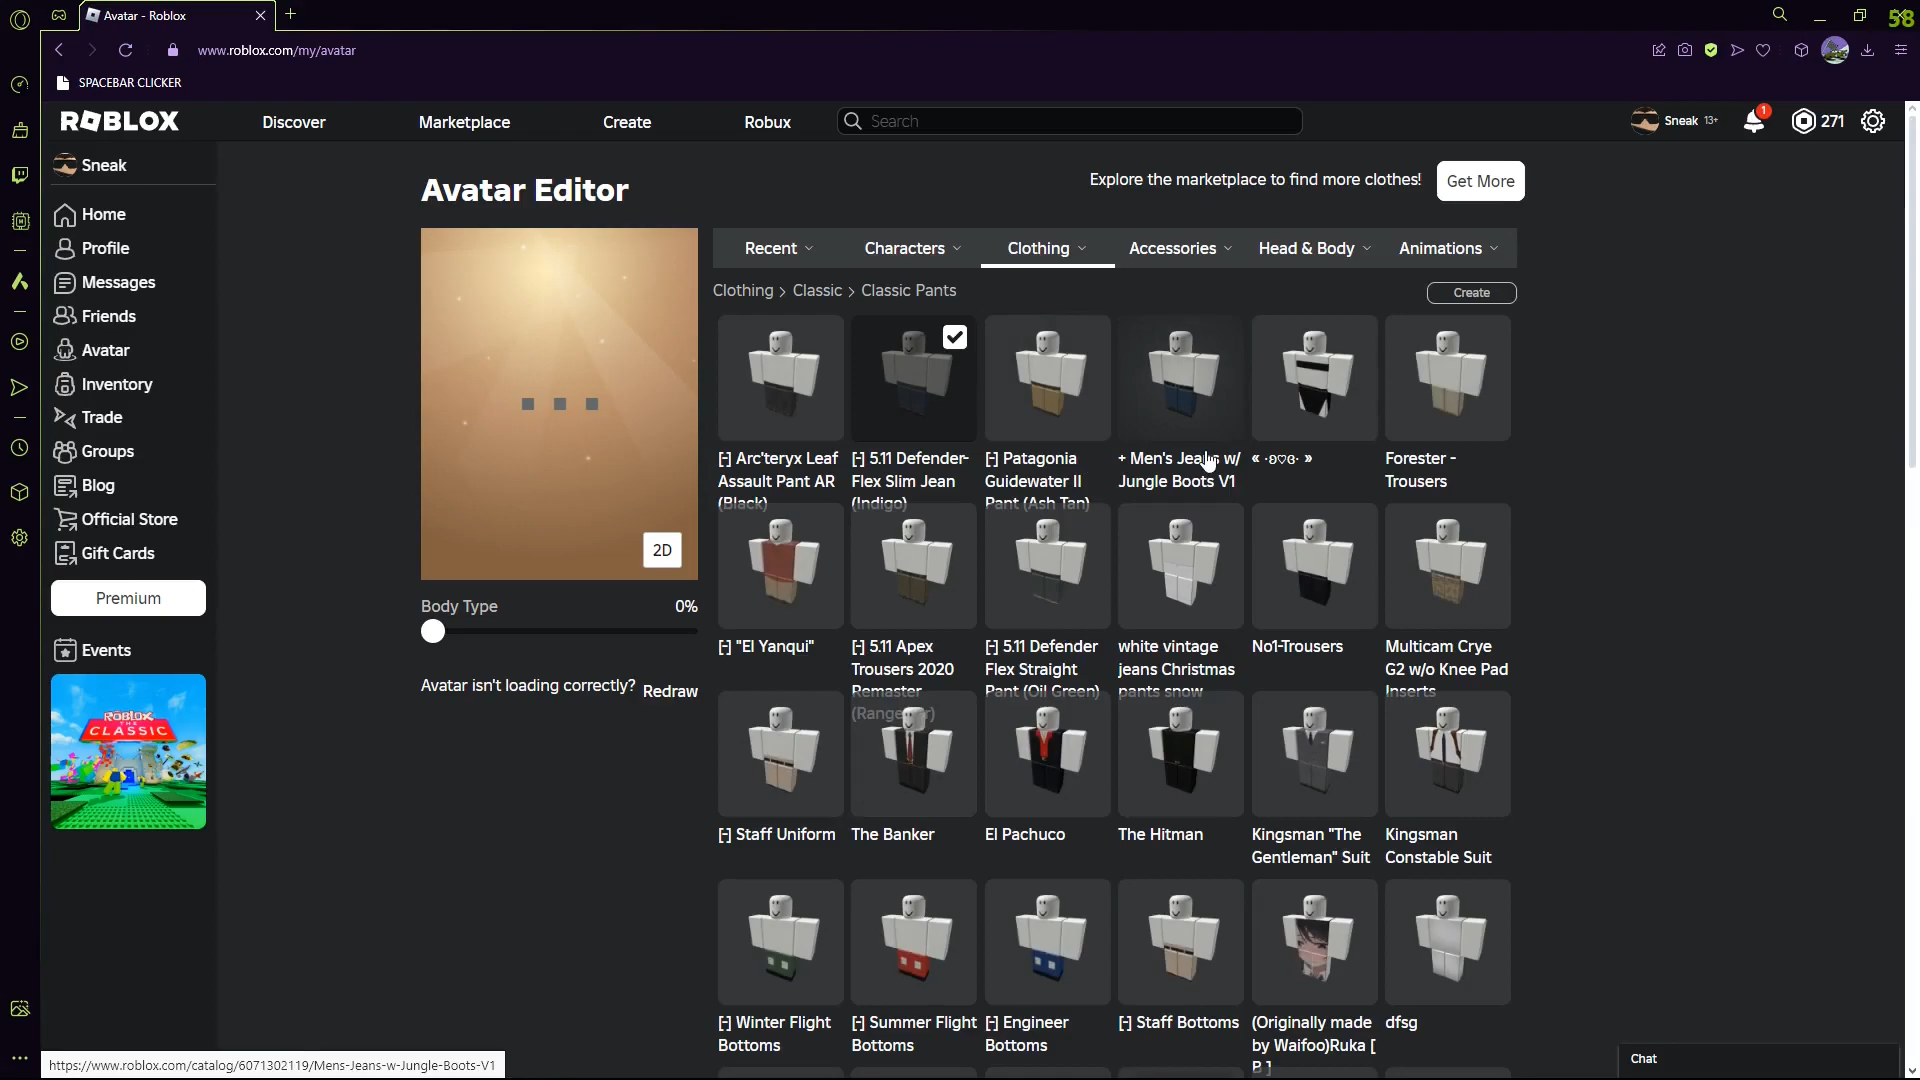 Avatar - Roblox
58
www.roblox.com/my/avatar
SPACEBAR CLICKER
ROBLOX
Discover
Marketplace
Create
Robux
Search
Sneak 13+
1
271
Sneak
Home
Profile
Messages
Friends
Avatar
Inventory
Trade
Groups
Blog
Official Store
Gift Cards
Premium
Events
ROBLOX
THE
CLASSIC
Avatar Editor
Explore the marketplace to find more clothes!
Get More
2D
Body Type
0%
Avatar isn't loading correctly?
Redraw
Recent
Characters
Clothing
Accessories
Head & Body
Animations
Clothing > Classic > Classic Pants
Create
[-] Arc'teryx Leaf
Assault Pant AR
(Black)
[-] 5.11 Defender-
Flex Slim Jean
(Indigo)
[-] Patagonia
Guidewater II
Pant (Ash Tan)
+ Men's Jeans w/
Jungle Boots V1
« ·ʚ♡ɞ· »
Forester -
Trousers
[-] "El Yanqui"
[-] 5.11 Apex
Trousers 2020
Remaster
[-] 5.11 Defender
Flex Straight
Pant (Oil Green)
white vintage
jeans Christmas
pants snow
No1-Trousers
Multicam Crye
G2 w/o Knee Pad
Inserts
[-] Staff Uniform
The Banker
El Pachuco
The Hitman
Kingsman "The
Gentleman" Suit
Kingsman
Constable Suit
[-] Winter Flight
Bottoms
[-] Summer Flight
Bottoms
[-] Engineer
Bottoms
[-] Staff Bottoms
(Originally made
by Waifoo)Ruka [
B ]
dfsg
https://www.roblox.com/catalog/6071302119/Mens-Jeans-w-Jungle-Boots-V1
Chat